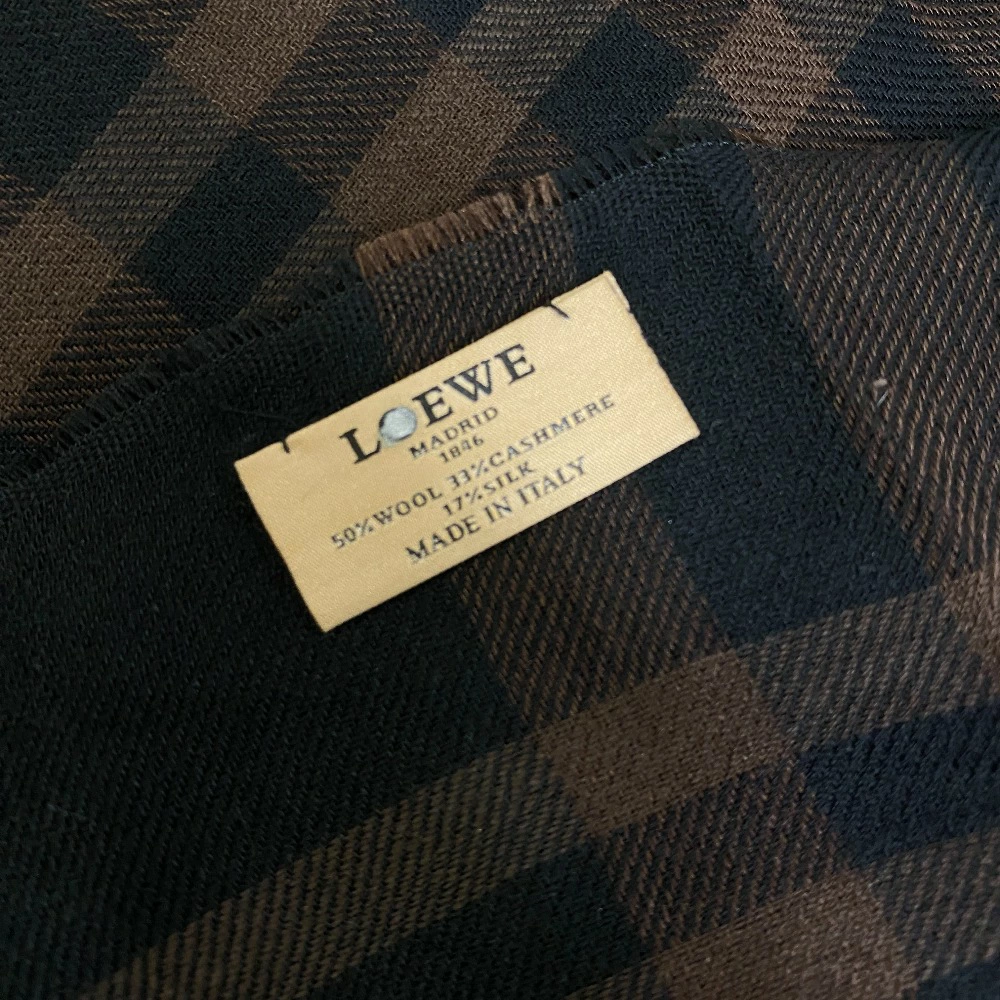 LOEWE
MADRID
1846
50%WOOL 33%CASHMERE
17%SILK
MADE IN ITALY